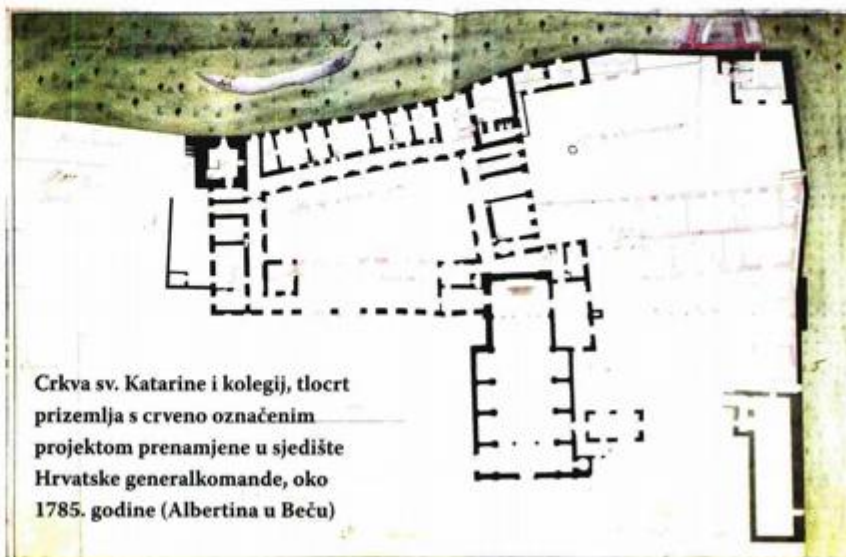 Crkva sv. Katarine i kolegij, tlocrt
prizemlja s crveno označenim
projektom prenamjene u sjedište
Hrvatske generalkomande, oko
1785. godine (Albertina u Beču)